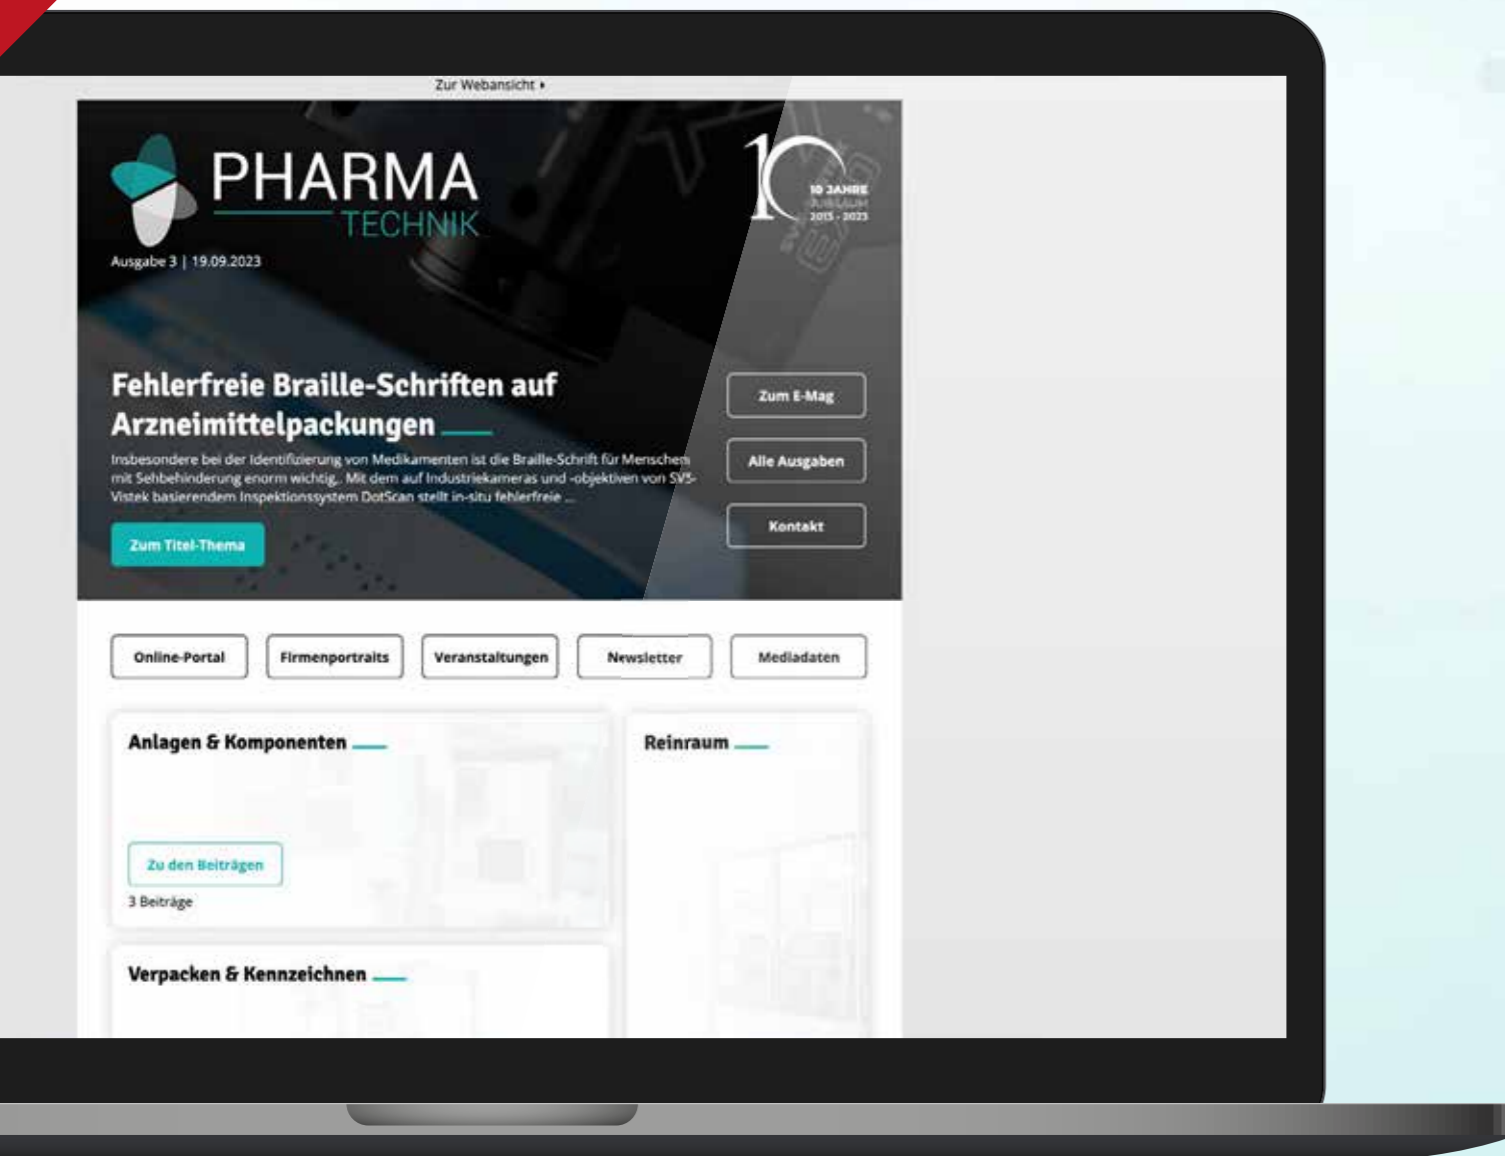 Zur Webansicht
PHARMA
TECHNIK
10
10 JAHRE
JUBILÄUM
2013 - 2023
Ausgabe 3 | 19.09.2023
Fehlerfreie Braille-Schriften auf
Arzneimittelpackungen
Insbesondere bei der Identifizierung von Medikamenten ist die Braille-Schrift für Menschen
mit Sehbehinderung enorm wichtig. Mit dem auf Industriekameras und -objektiven von SVS-
Vistek basierendem Inspektionssystem DotScan stellt in-situ fehlerfreie ...
Zum Titel-Thema
Zum E-Mag
Alle Ausgaben
Kontakt
Online-Portal
Firmenportraits
Veranstaltungen
Newsletter
Mediadaten
Anlagen & Komponenten
Zu den Beiträgen
3 Beiträge
Reinraum
Verpacken & Kennzeichnen